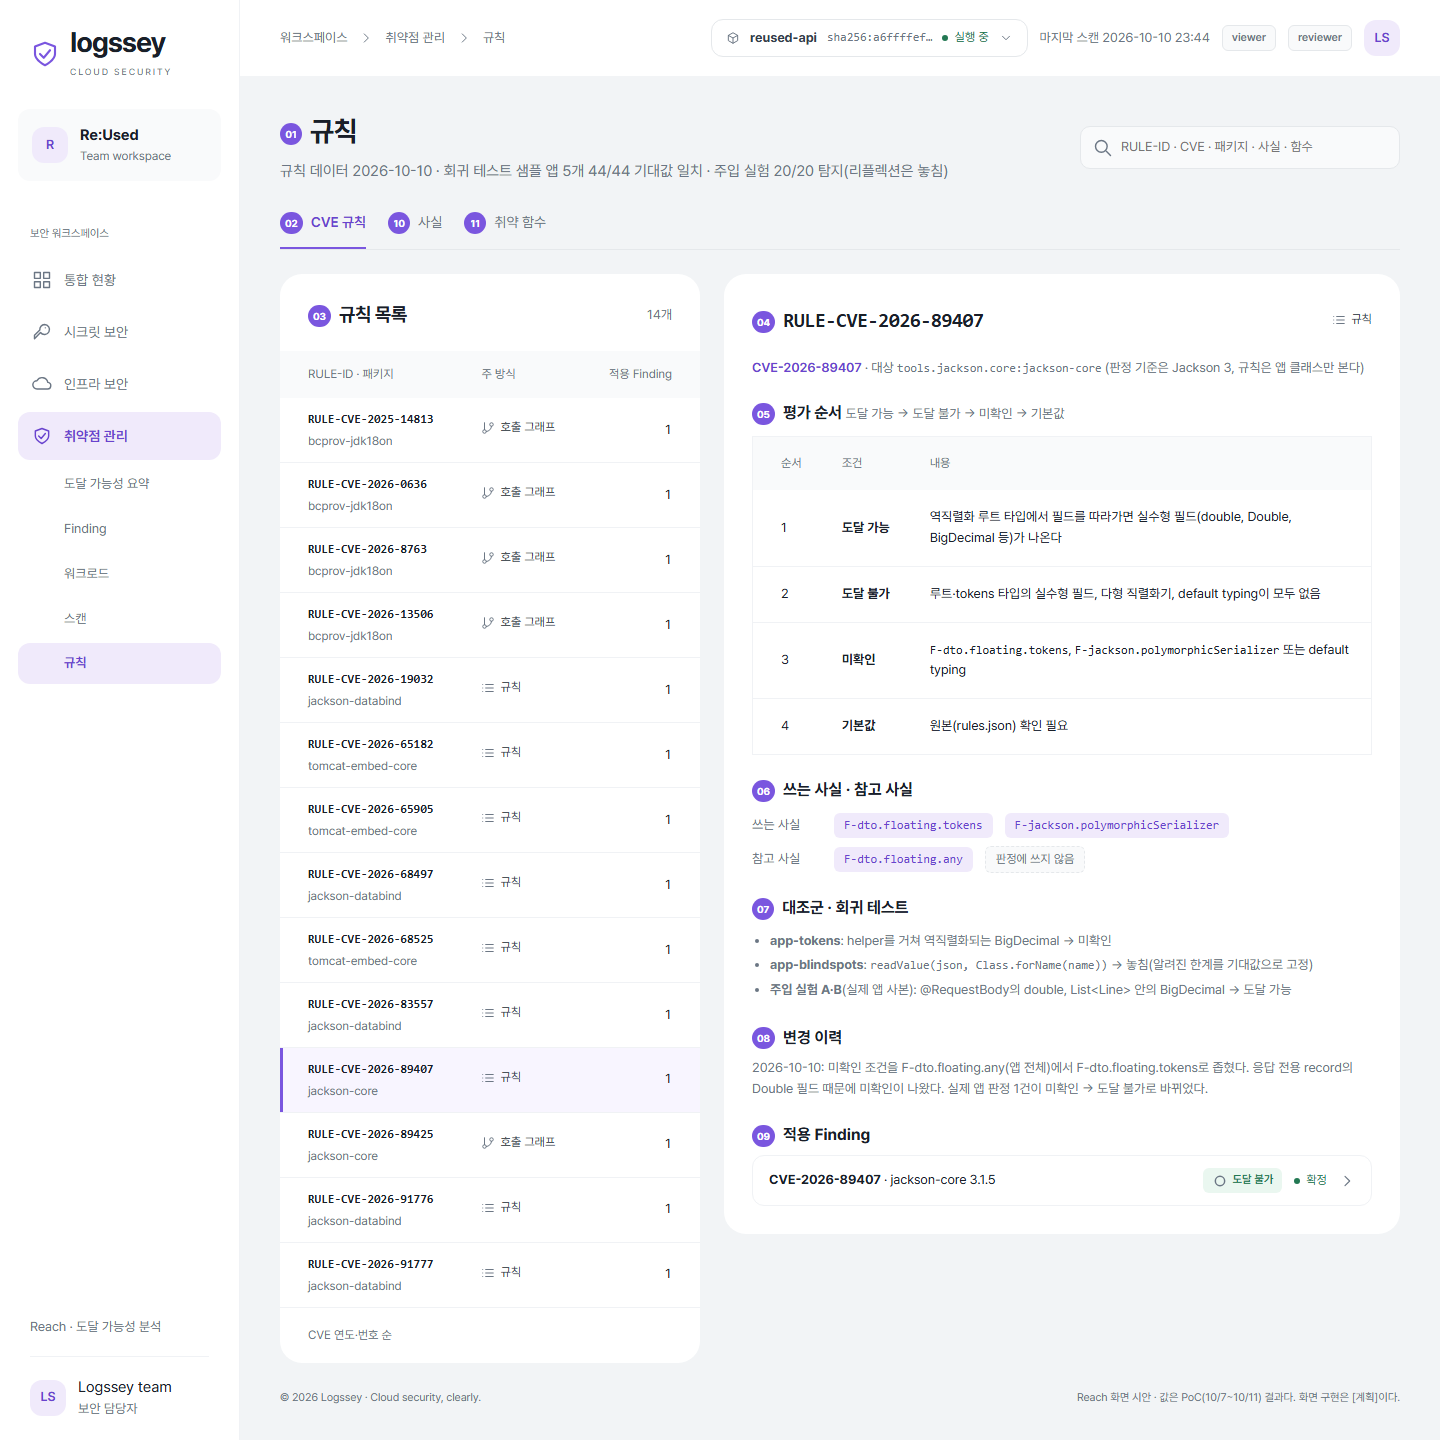 logssey
CLOUD SECURITY
R
Re:Used
Team workspace
보안 워크스페이스
통합 현황
시크릿 보안
인프라 보안
취약점 관리
도달 가능성 요약
Finding
워크로드
스캔
규칙
Reach · 도달 가능성 분석
LS
Logssey team
보안 담당자
워크스페이스 > 취약점 관리 > 규칙
reused-api sha256:a6ffffef… 실행 중
마지막 스캔 2026-10-10 23:44
viewer
reviewer
LS
01 규칙
규칙 데이터 2026-10-10 · 회귀 테스트 샘플 앱 5개 44/44 기대값 일치 · 주입 실험 20/20 탐지(리플렉션은 놓침)
RULE-ID · CVE · 패키지 · 사실 · 함수
02 CVE 규칙
10 사실
11 취약 함수
03 규칙 목록
14개
RULE-ID · 패키지 주 방식 적용 Finding
RULE-CVE-2025-14813
bcprov-jdk18on
호출 그래프
1
RULE-CVE-2026-0636
bcprov-jdk18on
호출 그래프
1
RULE-CVE-2026-8763
bcprov-jdk18on
호출 그래프
1
RULE-CVE-2026-13506
bcprov-jdk18on
호출 그래프
1
RULE-CVE-2026-19032
jackson-databind
규칙
1
RULE-CVE-2026-65182
tomcat-embed-core
규칙
1
RULE-CVE-2026-65905
tomcat-embed-core
규칙
1
RULE-CVE-2026-68497
jackson-databind
규칙
1
RULE-CVE-2026-68525
tomcat-embed-core
규칙
1
RULE-CVE-2026-83557
jackson-databind
규칙
1
RULE-CVE-2026-89407
jackson-core
규칙
1
RULE-CVE-2026-89425
jackson-core
호출 그래프
1
RULE-CVE-2026-91776
jackson-databind
규칙
1
RULE-CVE-2026-91777
jackson-databind
규칙
1
CVE 연도·번호 순
04 RULE-CVE-2026-89407
규칙
CVE-2026-89407 · 대상 tools.jackson.core:jackson-core (판정 기준은 Jackson 3, 규칙은 앱 클래스만 본다)
05 평가 순서 도달 가능 → 도달 불가 → 미확인 → 기본값
순서 조건 내용
1 도달 가능 역직렬화 루트 타입에서 필드를 따라가면 실수형 필드(double, Double,
BigDecimal 등)가 나온다
2 도달 불가 루트·tokens 타입의 실수형 필드, 다형 직렬화기, default typing이 모두 없음
3 미확인 F-dto.floating.tokens, F-jackson.polymorphicSerializer 또는 default
typing
4 기본값 원본(rules.json) 확인 필요
06 쓰는 사실 · 참고 사실
쓰는 사실 F-dto.floating.tokens F-jackson.polymorphicSerializer
참고 사실 F-dto.floating.any 판정에 쓰지 않음
07 대조군 · 회귀 테스트
• app-tokens: helper를 거쳐 역직렬화되는 BigDecimal → 미확인
• app-blindspots: readValue(json, Class.forName(name)) → 놓침(알려진 한계를 기대값으로 고정)
• 주입 실험 A·B(실제 앱 사본): @RequestBody의 double, List<Line> 안의 BigDecimal → 도달 가능
08 변경 이력
2026-10-10: 미확인 조건을 F-dto.floating.any(앱 전체)에서 F-dto.floating.tokens로 좁혔다. 응답 전용 record의
Double 필드 때문에 미확인이 나왔다. 실제 앱 판정 1건이 미확인 → 도달 불가로 바뀌었다.
09 적용 Finding
CVE-2026-89407 · jackson-core 3.1.5 도달 불가 확정
© 2026 Logssey · Cloud security, clearly.
Reach 화면 시안 · 값은 PoC(10/7~10/11) 결과다. 화면 구현은 [계획]이다.